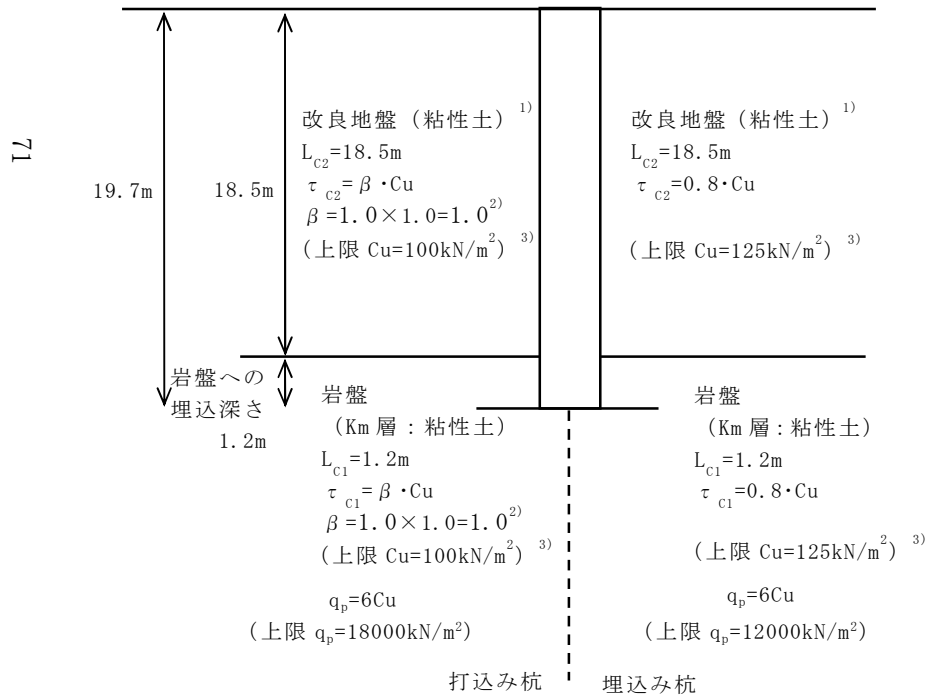 71
19.7m
18.5m
改良地盤（粘性土）1)
LC2=18.5m
τC2=β・Cu
β=1.0×1.0=1.0 2)
（上限 Cu=100kN/m2）3)
改良地盤（粘性土）1)
LC2=18.5m
τC2=0.8・Cu
（上限 Cu=125kN/m2）3)
岩盤への
埋込深さ
1.2m
岩盤
（Km 層：粘性土）
LC1=1.2m
τC1=β・Cu
β=1.0×1.0=1.0 2)
（上限 Cu=100kN/m2）3)
qp=6Cu
（上限 qp=18000kN/m2）
岩盤
（Km 層：粘性土）
LC1=1.2m
τC1=0.8・Cu
（上限 Cu=125kN/m2）3)
qp=6Cu
（上限 qp=12000kN/m2）
打込み杭
埋込み杭